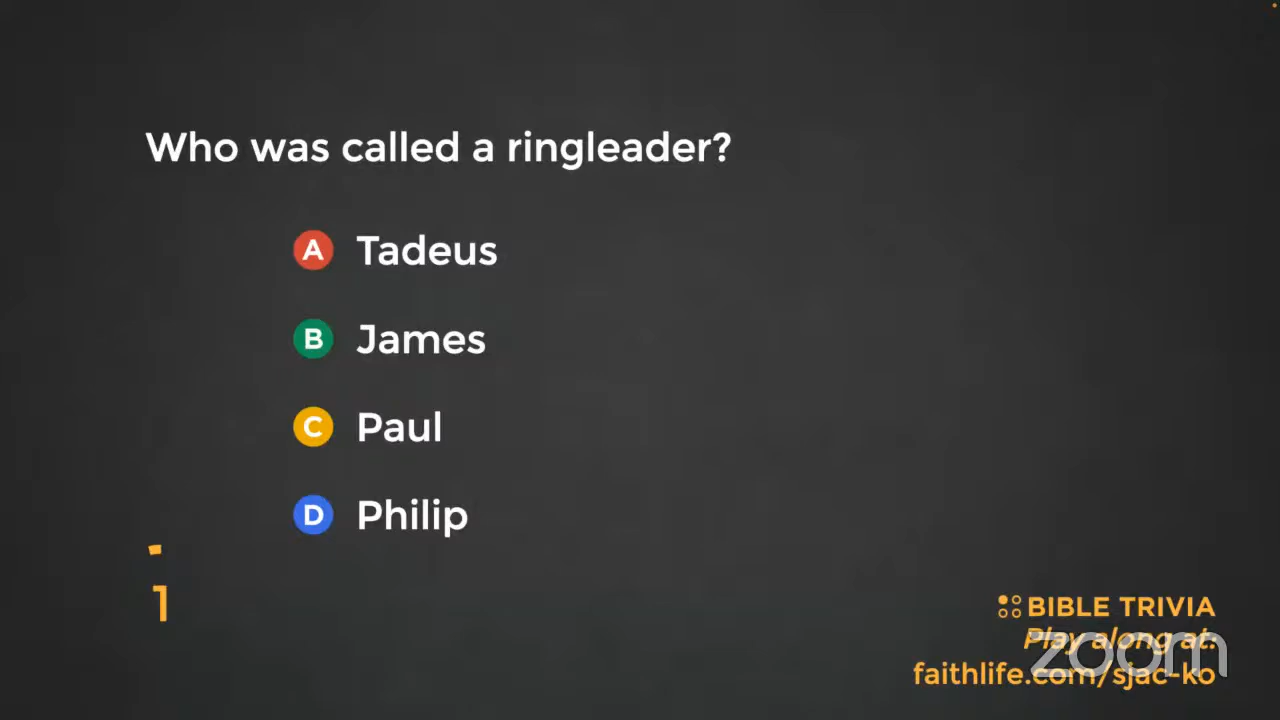 Who was called a ringleader?
A Tadeus
B James
C Paul
D Philip
1
BIBLE TRIVIA
Play along at:
zoom
faithlife.com/sjac-ko